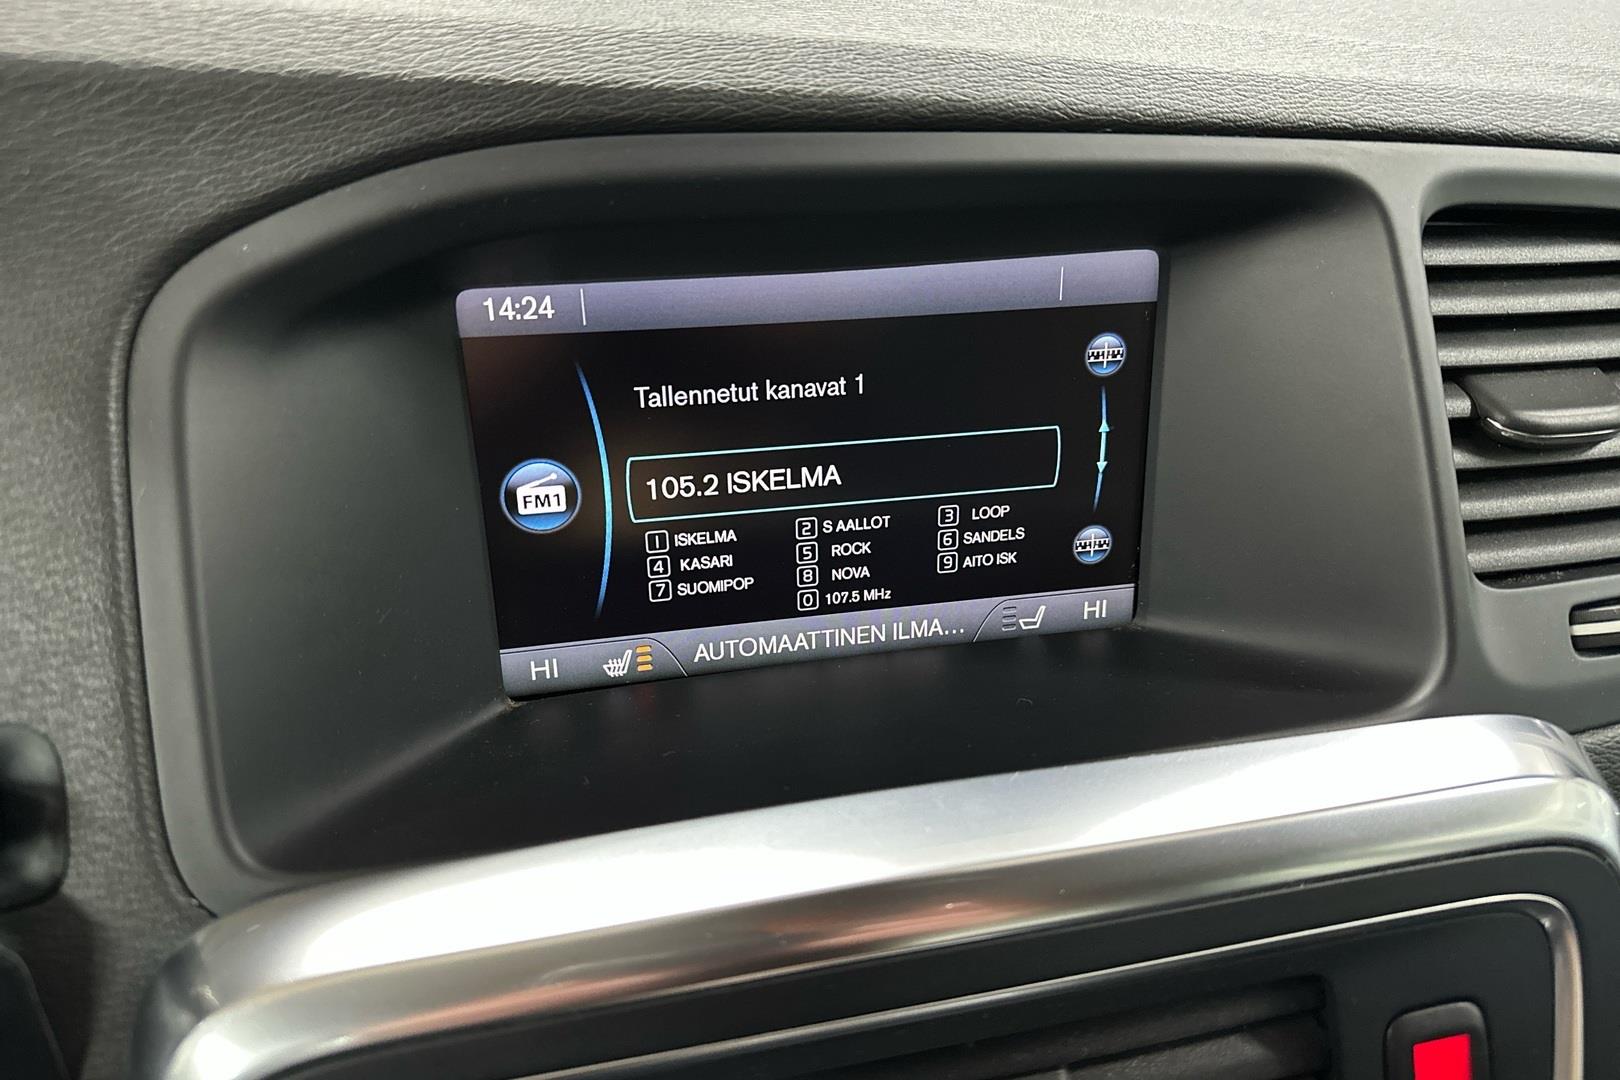 14:24
Tallennetut kanavat 1
FM1
105.2 ISKELMA
1 ISKELMA 2 S AALLOT 3 LOOP
4 KASARI 5 ROCK 6 SANDELS
7 SUOMIPOP 8 NOVA 9 AITO ISK
0 107.5 MHz
HI AUTOMAATTINEN ILMA... HI